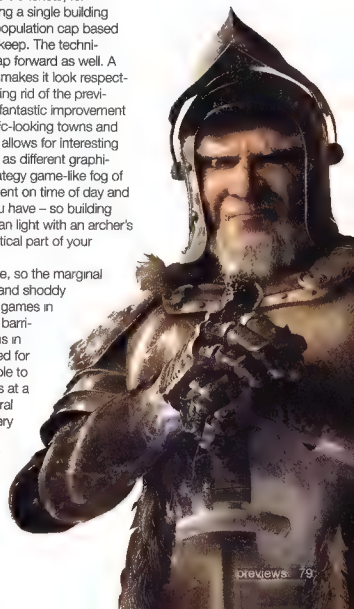 ng a single building
population cap based
keep. The techni-
ap forward as well. A
makes it look respect-
ing rid of the previ-
fantastic improvement
c-looking towns and
allows for interesting
as different graphi-
ategy game-like fog of
ent on time of day and
u have – so building
an light with an archer's
tical part of your
e, so the marginal
and shoddy
games in
barri-
us in
ed for
ble to
s at a
ral
ery
previews 79